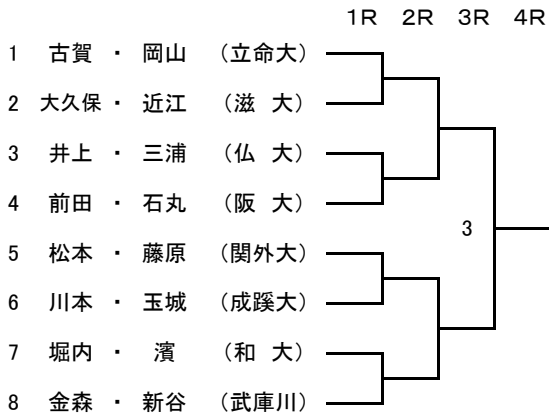 1R 2R 3R 4R
1 古賀 ・ 岡山 （立命大）
2 大久保 ・ 近江 （滋 大）
3 井上 ・ 三浦 （仏 大）
4 前田 ・ 石丸 （阪 大）
3
5 松本 ・ 藤原 （関外大）
6 川本 ・ 玉城 （成蹊大）
7 堀内 ・ 濱 （和 大）
8 金森 ・ 新谷 （武庫川）